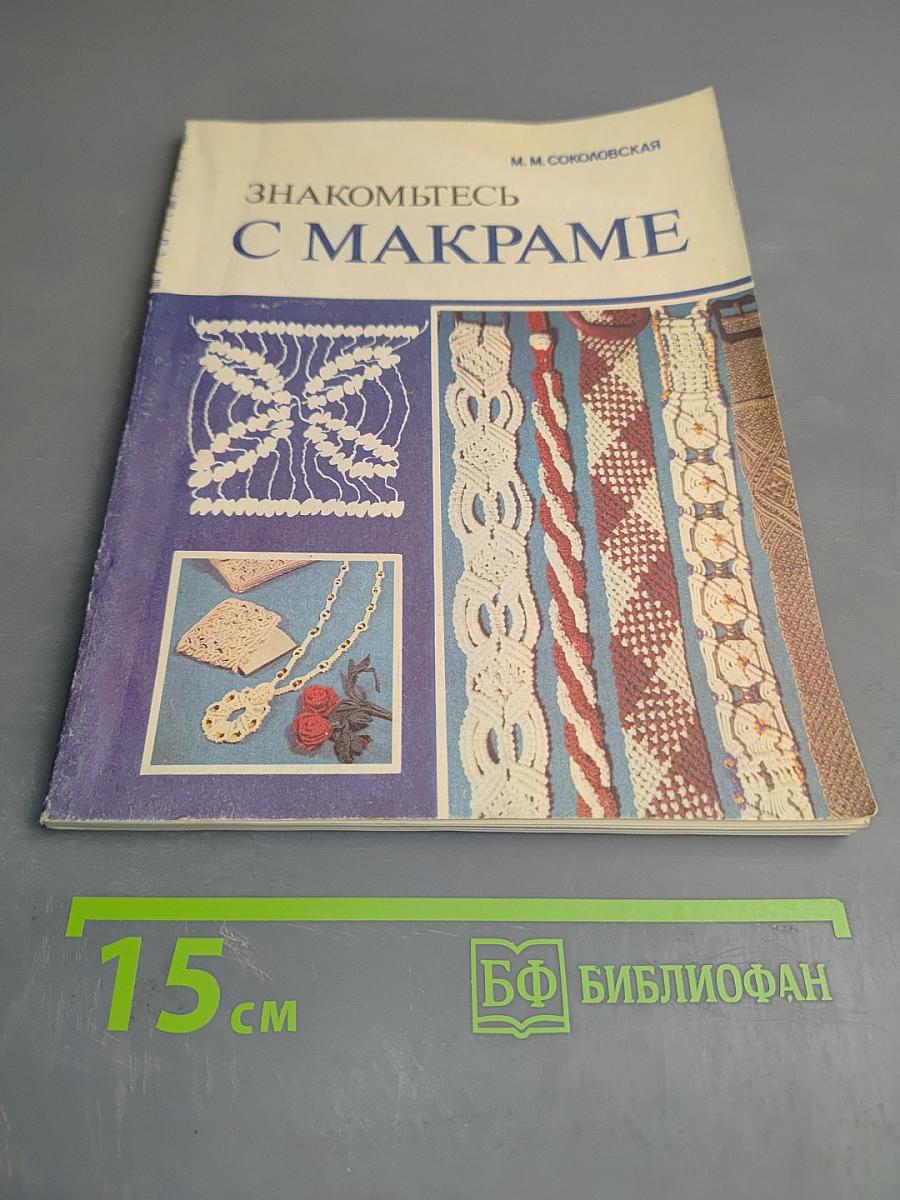 М. М. СОКОЛОВСКАЯ
ЗНАКОМЬТЕСЬ
С МАКРАМЕ
15 см
БФ БИБЛИОФАН